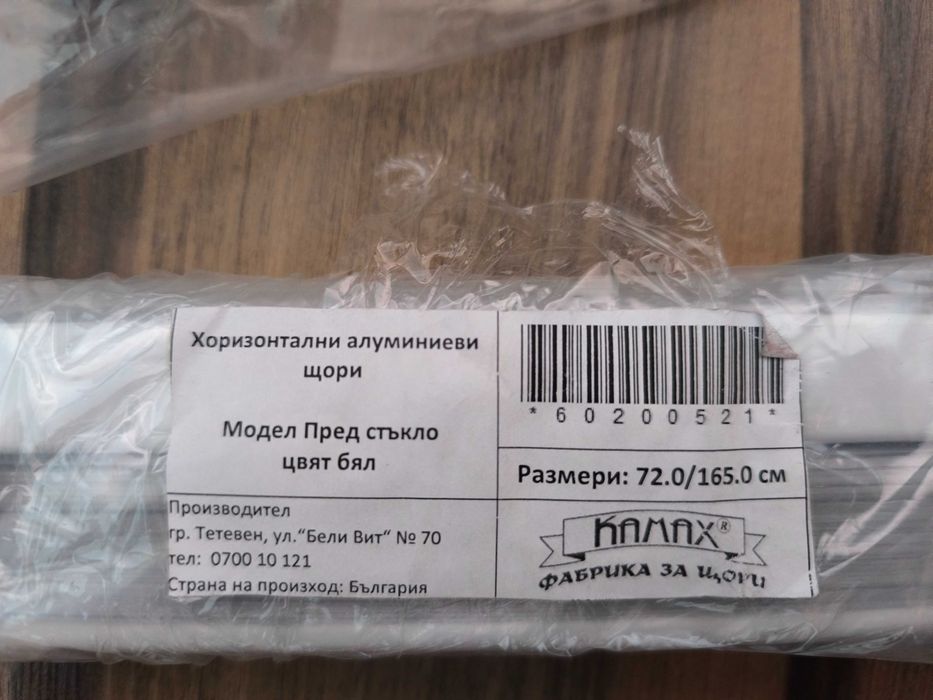 Хоризонтални алуминиеви
щори
Модел Пред стъкло
цвят бял
*60200521*
Размери: 72.0/165.0 см
Производител
гр. Тетевен, ул.“Бели Вит“ № 70
тел: 0700 10 121
Страна на произход: България
КАМАХ®
ФАБРИКА ЗА ЩОРИ